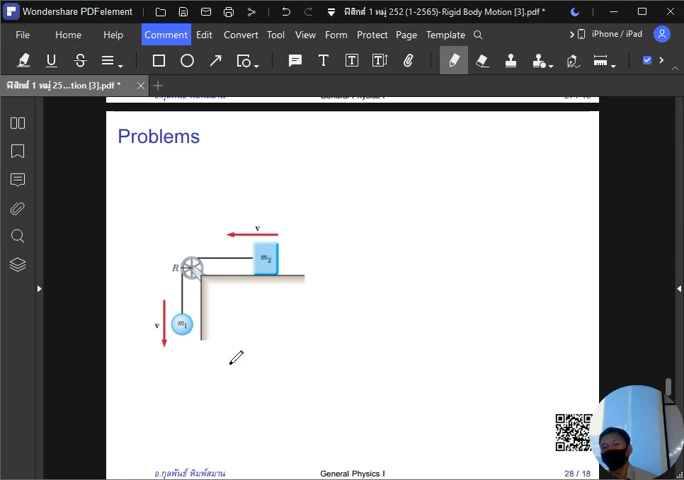 Wondershare PDFelement
ฟิสิกส์ 1 หมู่ 252 (1-2565)-Rigid Body Motion [3].pdf *
File Home Comment Edit Convert Tool View Form Protect Page Template iPhone / iPad
ฟิสิกส์ 1 หมู่ 25...tion [3].pdf *
Problems
v
R
m2
v
m1
อ.กุลพันธ์ พิมพ์สมาน General Physics I 28 / 18